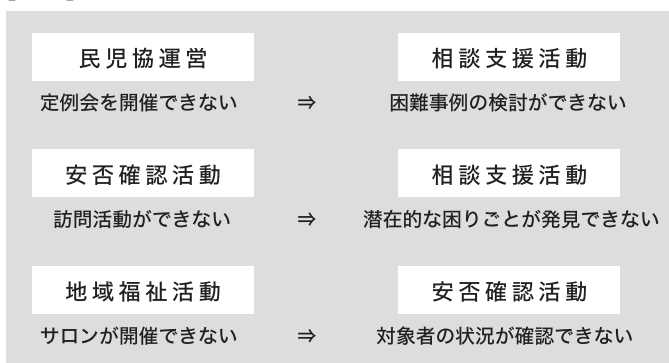 民児協運営 相談支援活動
定例会を開催できない ⇒ 困難事例の検討ができない
安否確認活動 相談支援活動
訪問活動ができない ⇒ 潜在的な困りごとが発見できない
地域福祉活動 安否確認活動
サロンが開催できない ⇒ 対象者の状況が確認できない